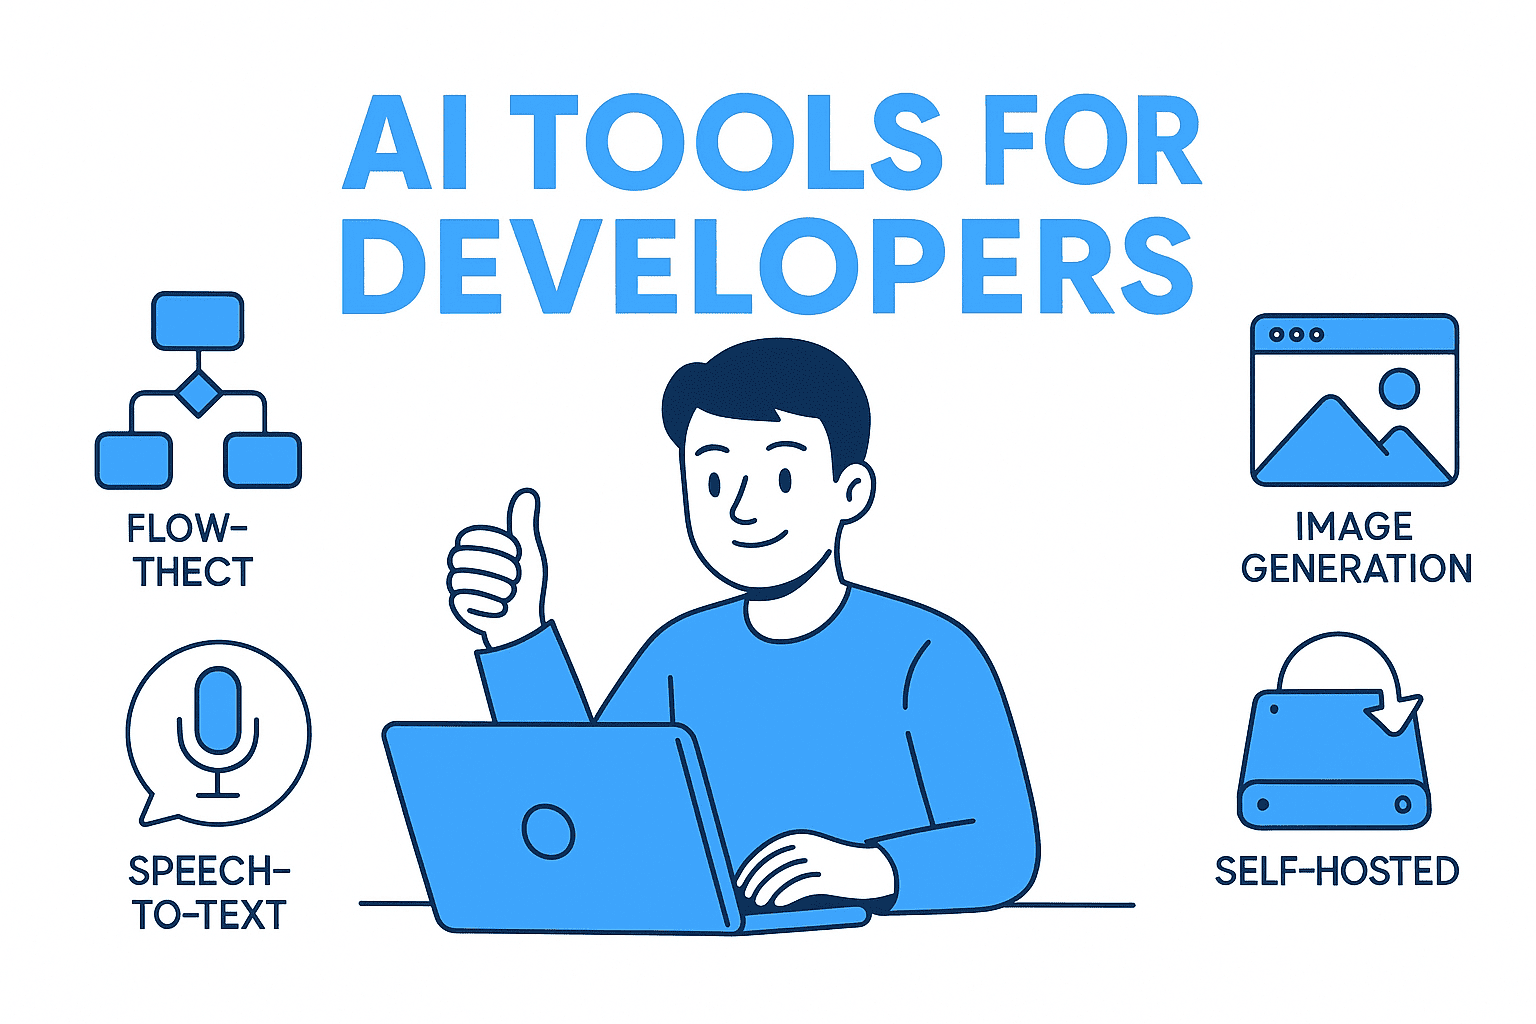 AI TOOLS FOR
DEVELOPERS
FLOW-
THECT
SPEECH-
TO-TEXT
IMAGE
GENERATION
SELF-HOSTED